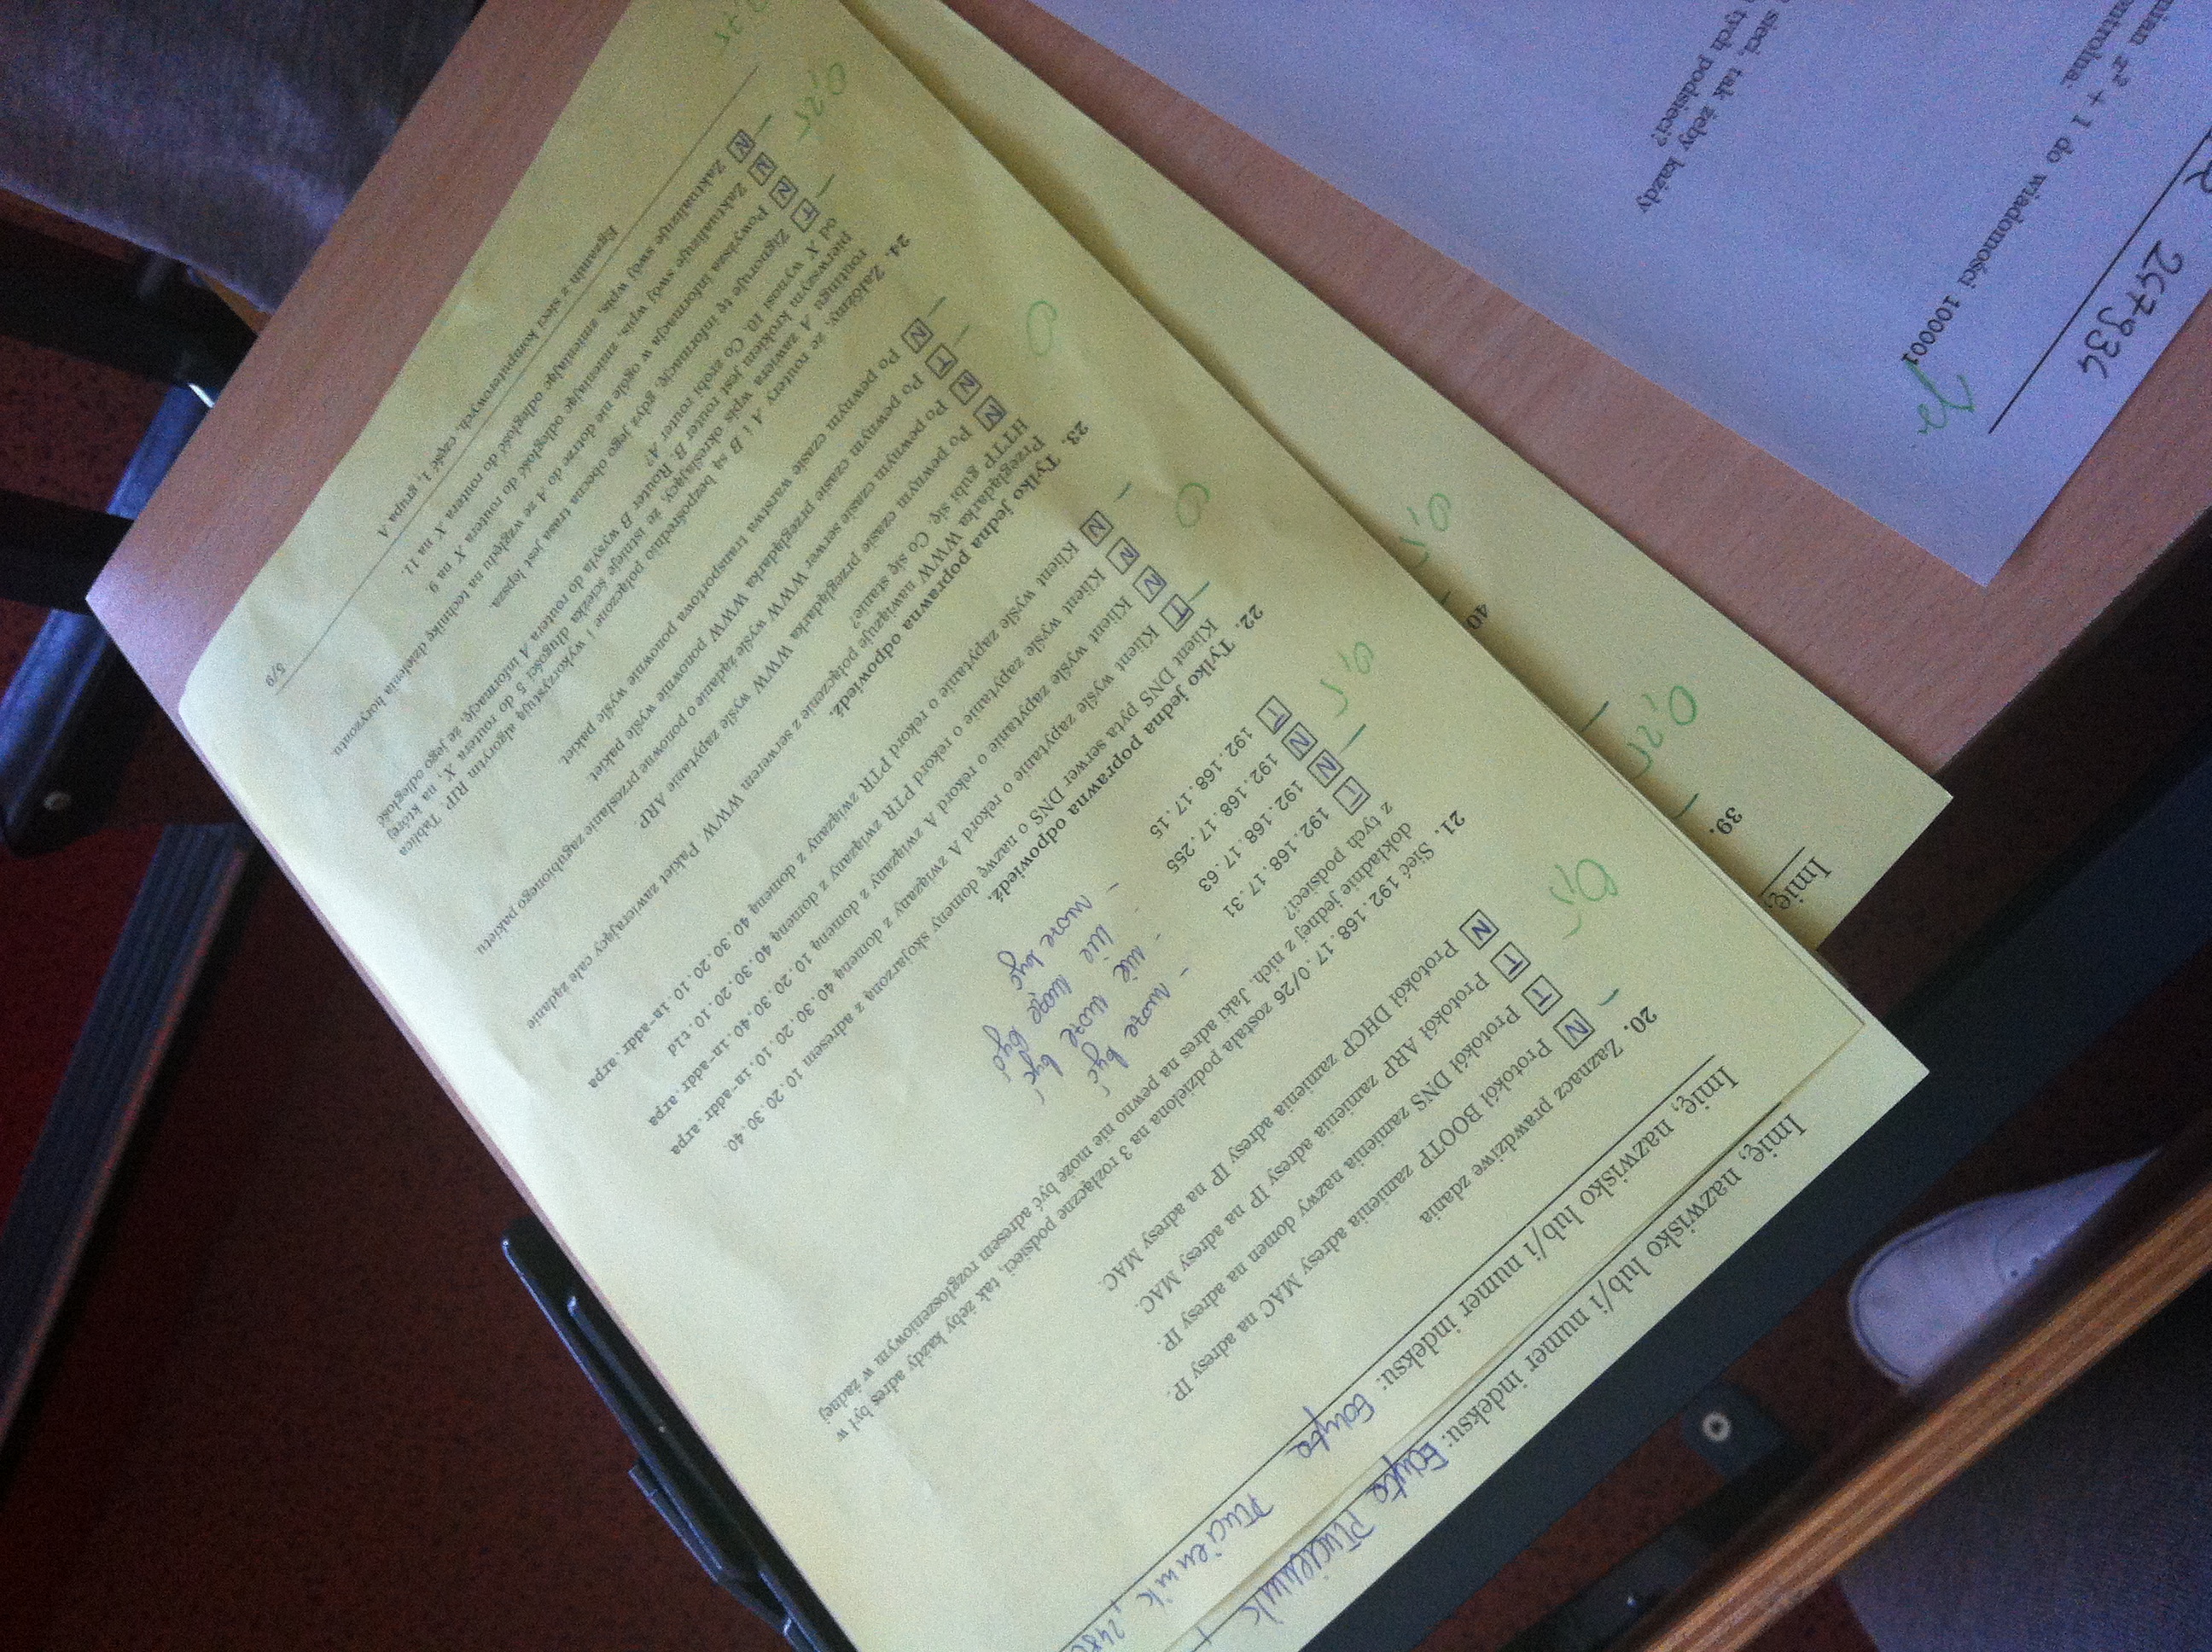 Imię, nazwisko lub/i numer indeksu: Edyta Płuciennik
Imię, nazwisko lub/i numer indeksu: Edyta Płuciennik, 248
20. Zaznacz prawdziwe zdania
N Protokół BOOTP zamienia adresy MAC na adresy IP.
T Protokół DNS zamienia nazwy domen na adresy IP.
T Protokół ARP zamienia adresy IP na adresy MAC.
N Protokół DHCP zamienia adresy IP na adresy MAC.
0,5
21. Sieć 192.168.17.0/26 została podzielona na 3 rozłączne podsieci, tak żeby każdy adres był w
dokładnie jednej z nich. Jaki adres na pewno nie może być adresem rozgłoszeniowym w żadnej
z tych podsieci?
T 192.168.17.31 - może być
N 192.168.17.63 - nie może być
N 192.168.17.255 - nie może być
T 192.168.17.15 - może być
0,5
22. Tylko jedna poprawna odpowiedź.
Klient DNS pyta serwer DNS o nazwę domeny skojarzoną z adresem 10.20.30.40.
T Klient wyśle zapytanie o rekord A związany z domeną 40.30.20.10.in-addr.arpa
N Klient wyśle zapytanie o rekord A związany z domeną 10.20.30.40.in-addr.arpa
N Klient wyśle zapytanie o rekord PTR związany z domeną 40.30.20.10.tld
N Klient wyśle zapytanie o rekord PTR związany z domeną 40.30.20.10.in-addr.arpa
0
23. Tylko jedna poprawna odpowiedź.
Przeglądarka WWW nawiązuje połączenie z serwerem WWW. Pakiet zawierający całe żądanie
HTTP gubi się. Co się stanie?
N Po pewnym czasie przeglądarka WWW wyśle zapytanie ARP.
N Po pewnym czasie serwer WWW wyśle żądanie o ponowne przesłanie zagubionego pakietu.
T Po pewnym czasie przeglądarka WWW ponownie wyśle pakiet.
N Po pewnym czasie warstwa transportowa ponownie wyśle pakiet.
0
24. Załóżmy, że routery A i B są bezpośrednio połączone i wykorzystują algorytm RIP. Tablica
routingu A zawiera wpis określający, że istnieje ścieżka długości 5 do routera X, na której
pierwszym krokiem jest router B. Router B wysyła do routera A informację, że jego odległość
od X wynosi 10. Co zrobi router A?
T Zignoruje tę informację, gdyż jego obecna trasa jest lepsza.
N Powyższa informacja w ogóle nie dotrze do A ze względu na technikę dzielenia horyzontu.
N Zaktualizuje swój wpis, zmieniając odległość do routera X na 9.
N Zaktualizuje swój wpis, zmieniając odległość do routera X na 11.
0,25
Egzamin z sieci komputerowych, część 1, grupa A
5/9
Imię,
39.
0,25
40
0,5
247934
x² + 1 do wiadomości 100001
sieci, tak żeby każdy
tych podsieci?